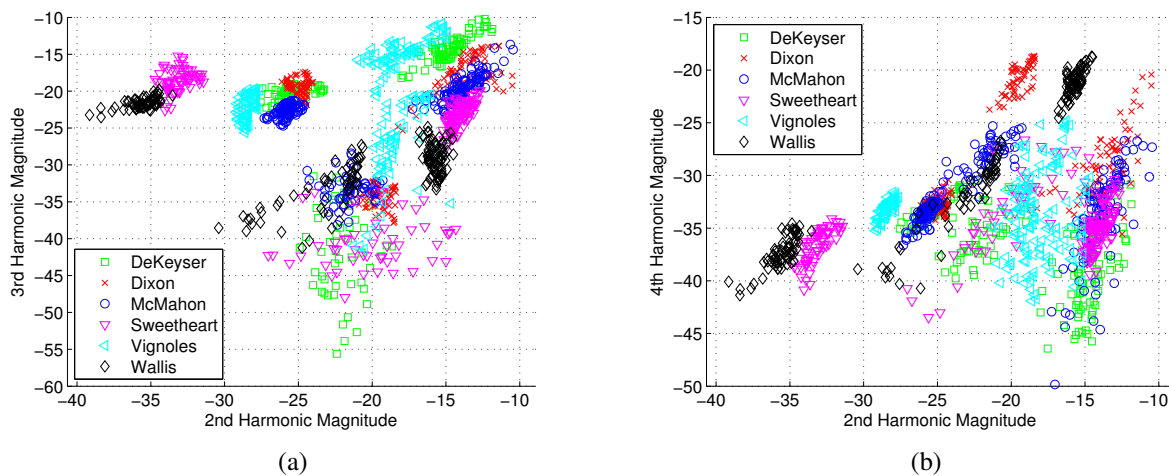 −10
−15
−20
−25
−30
−35
−40
−45
−50
−55
−60
3rd Harmonic Magnitude
DeKeyser
Dixon
McMahon
Sweetheart
Vignoles
Wallis
−40
−35
−30
−25
−20
−15
−10
2nd Harmonic Magnitude
(a)
−15
−20
−25
−30
−35
−40
−45
−50
4th Harmonic Magnitude
DeKeyser
Dixon
McMahon
Sweetheart
Vignoles
Wallis
−40
−35
−30
−25
−20
−15
−10
2nd Harmonic Magnitude
(b)